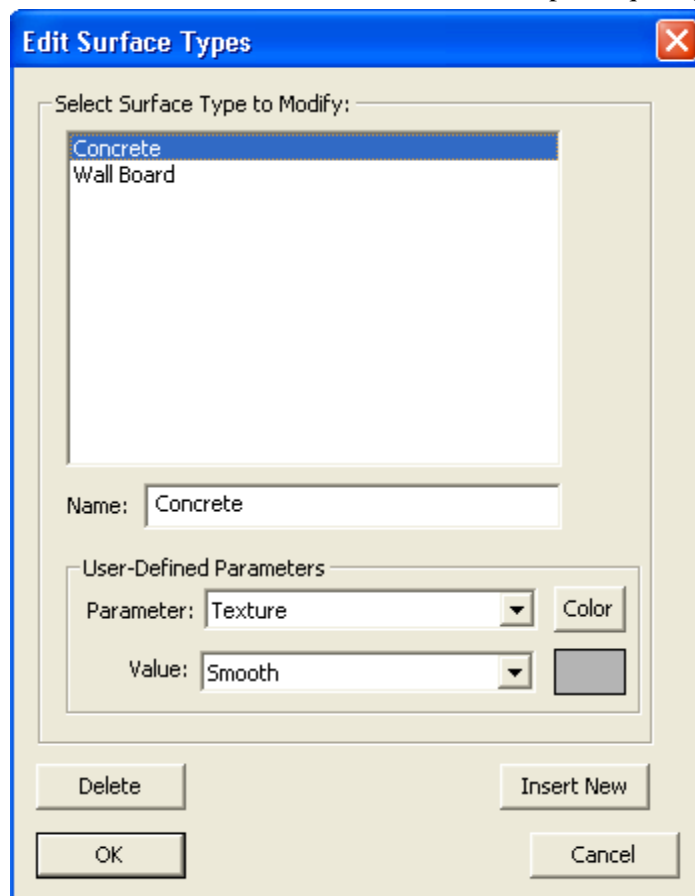 Edit Surface Types
Select Surface Type to Modify:
Concrete
Wall Board
Name: Concrete
User-Defined Parameters
Parameter: Texture Color
Value: Smooth
Delete Insert New
OK Cancel